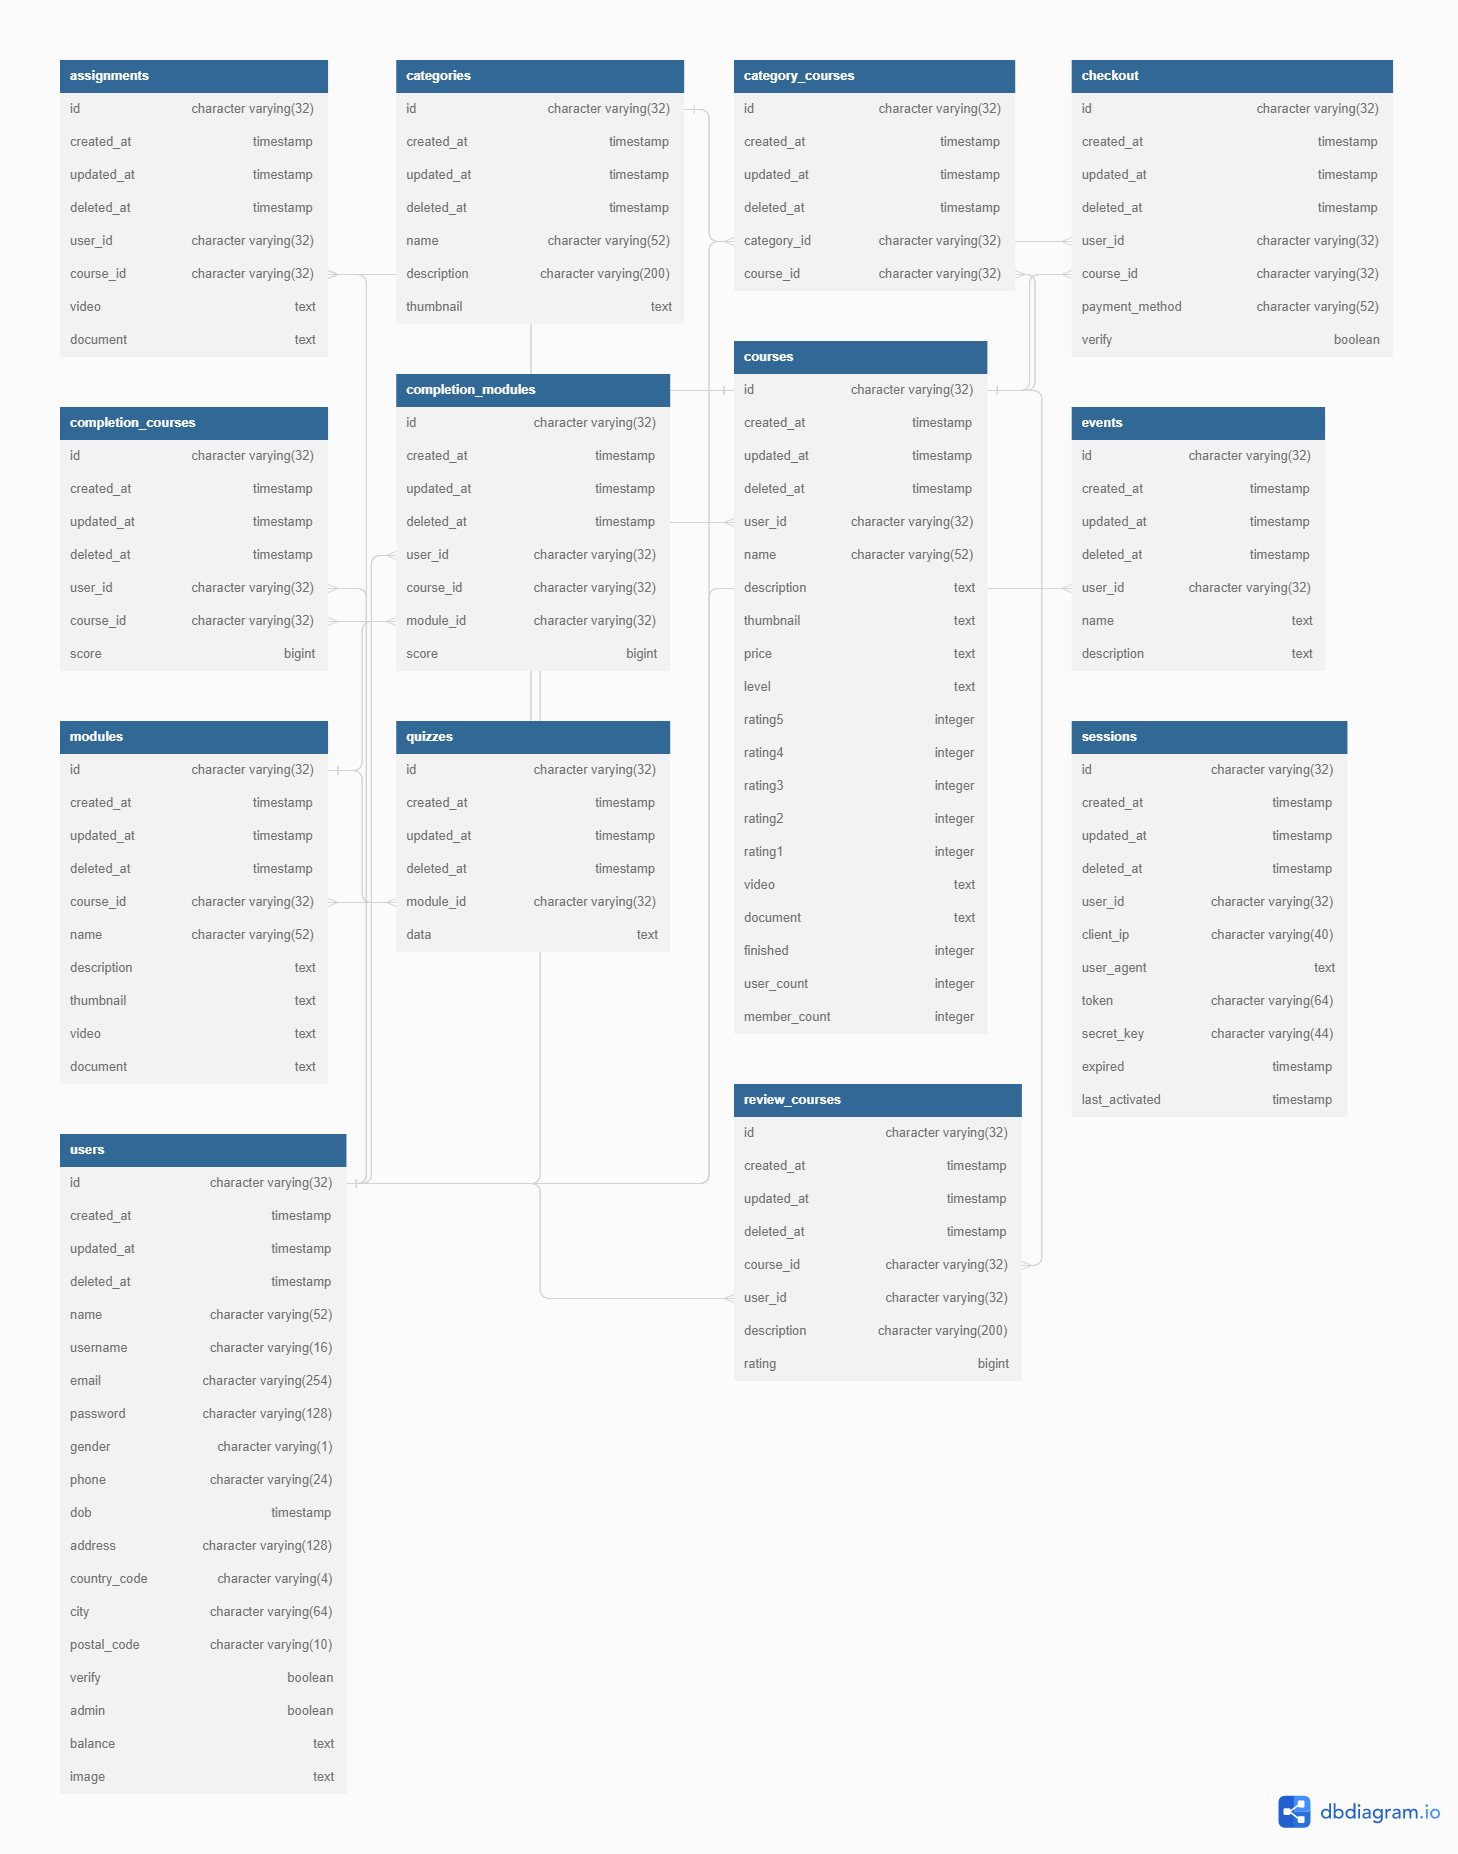 assignments
id character varying(32)
created_at timestamp
updated_at timestamp
deleted_at timestamp
user_id character varying(32)
course_id character varying(32)
video text
document text
categories
id character varying(32)
created_at timestamp
updated_at timestamp
deleted_at timestamp
name character varying(52)
description character varying(200)
thumbnail text
category_courses
id character varying(32)
created_at timestamp
updated_at timestamp
deleted_at timestamp
category_id character varying(32)
course_id character varying(32)
checkout
id character varying(32)
created_at timestamp
updated_at timestamp
deleted_at timestamp
user_id character varying(32)
course_id character varying(32)
payment_method character varying(52)
verify boolean
completion_courses
id character varying(32)
created_at timestamp
updated_at timestamp
deleted_at timestamp
user_id character varying(32)
course_id character varying(32)
score bigint
completion_modules
id character varying(32)
created_at timestamp
updated_at timestamp
deleted_at timestamp
user_id character varying(32)
course_id character varying(32)
module_id character varying(32)
score bigint
courses
id character varying(32)
created_at timestamp
updated_at timestamp
deleted_at timestamp
user_id character varying(32)
name character varying(52)
description text
thumbnail text
price text
level text
rating5 integer
rating4 integer
rating3 integer
rating2 integer
rating1 integer
video text
document text
finished integer
user_count integer
member_count integer
events
id character varying(32)
created_at timestamp
updated_at timestamp
deleted_at timestamp
user_id character varying(32)
name text
description text
modules
id character varying(32)
created_at timestamp
updated_at timestamp
deleted_at timestamp
course_id character varying(32)
name character varying(52)
description text
thumbnail text
video text
document text
quizzes
id character varying(32)
created_at timestamp
updated_at timestamp
deleted_at timestamp
module_id character varying(32)
data text
sessions
id character varying(32)
created_at timestamp
updated_at timestamp
deleted_at timestamp
user_id character varying(32)
client_ip character varying(40)
user_agent text
token character varying(64)
secret_key character varying(44)
expired timestamp
last_activated timestamp
review_courses
id character varying(32)
created_at timestamp
updated_at timestamp
deleted_at timestamp
course_id character varying(32)
user_id character varying(32)
description character varying(200)
rating bigint
users
id character varying(32)
created_at timestamp
updated_at timestamp
deleted_at timestamp
name character varying(52)
username character varying(16)
email character varying(254)
password character varying(128)
gender character varying(1)
phone character varying(24)
dob timestamp
address character varying(128)
country_code character varying(4)
city character varying(64)
postal_code character varying(10)
verify boolean
admin boolean
balance text
image text
dbdiagram.io